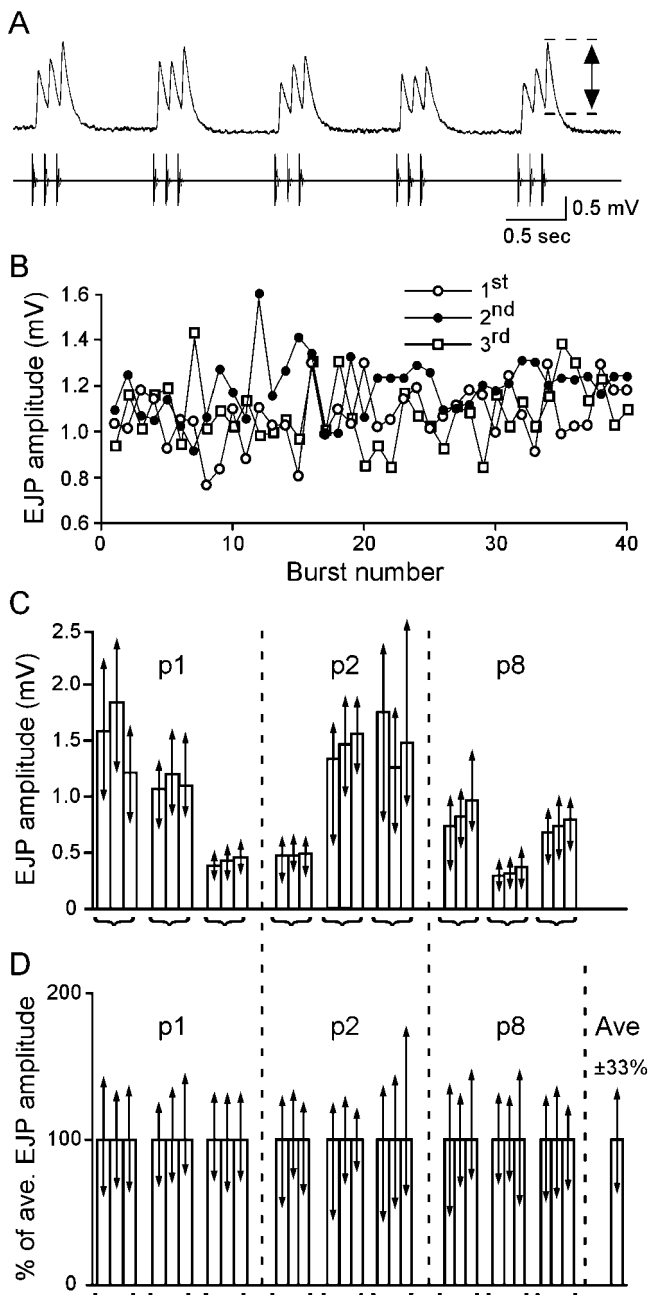 A
0.5 mV
0.5 sec
B
1.6
1.4
1.2
1.0
0.8
0.6
EJP amplitude (mV)
1st
2nd
3rd
0
10
20
30
40
Burst number
C
2.5
2.0
1.5
1.0
0.5
0
EJP amplitude (mV)
p1
p2
p8
D
200
100
0
% of ave. EJP amplitude
p1
p2
p8
Ave
±33%